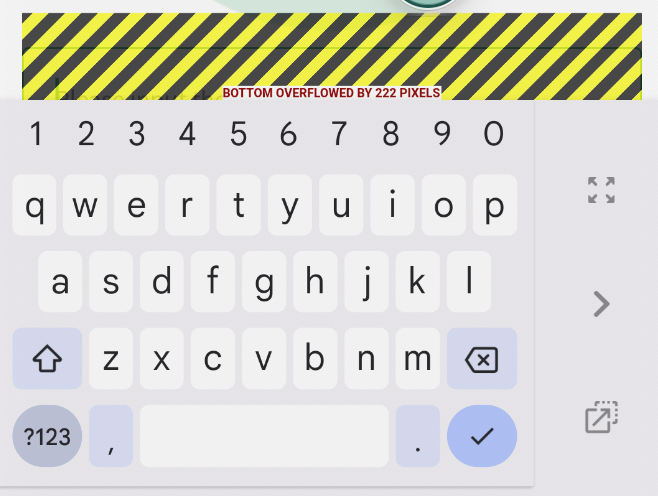 BOTTOM OVERFLOWED BY 222 PIXELS
1 2 3 4 5 6 7 8 9 0
q w e r t y u i o p
a s d f g h j k l
z x c v b n m
?123 , .